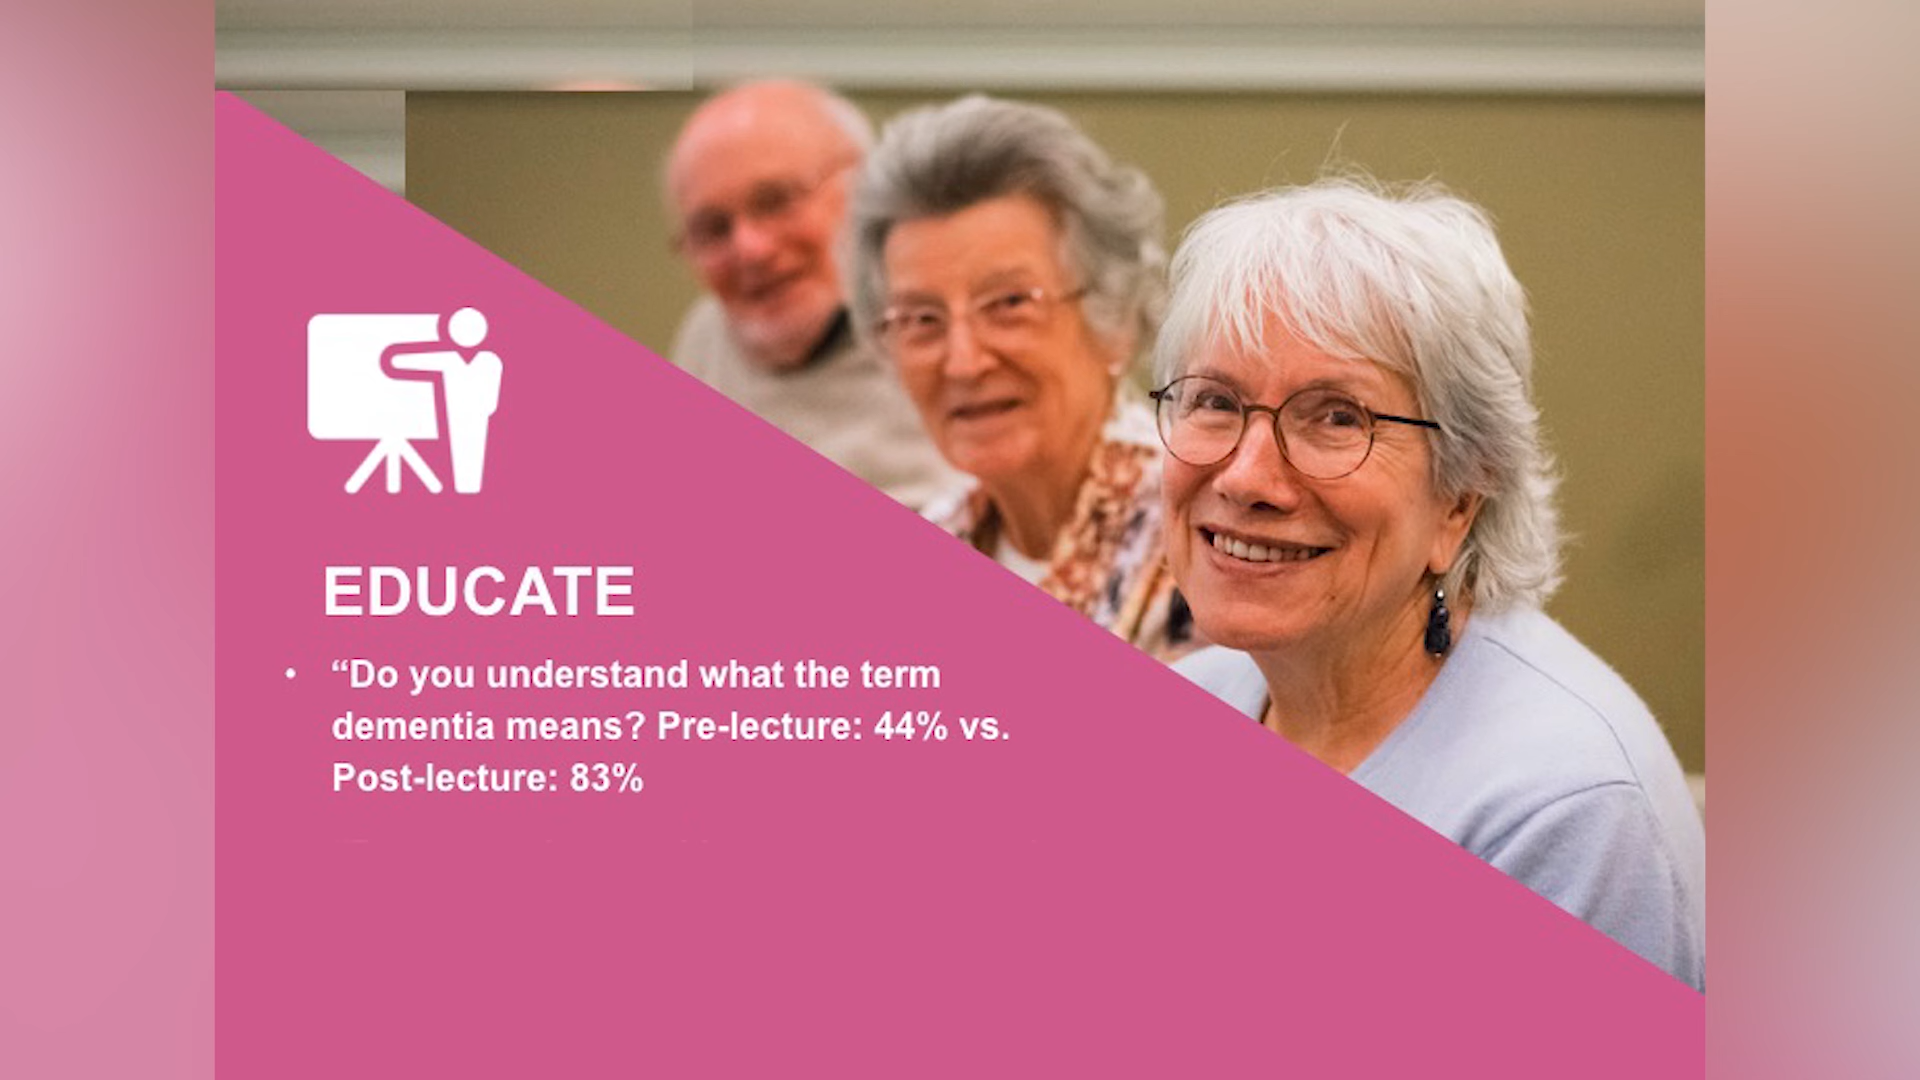 EDUCATE
• “Do you understand what the term
dementia means? Pre-lecture: 44% vs.
Post-lecture: 83%